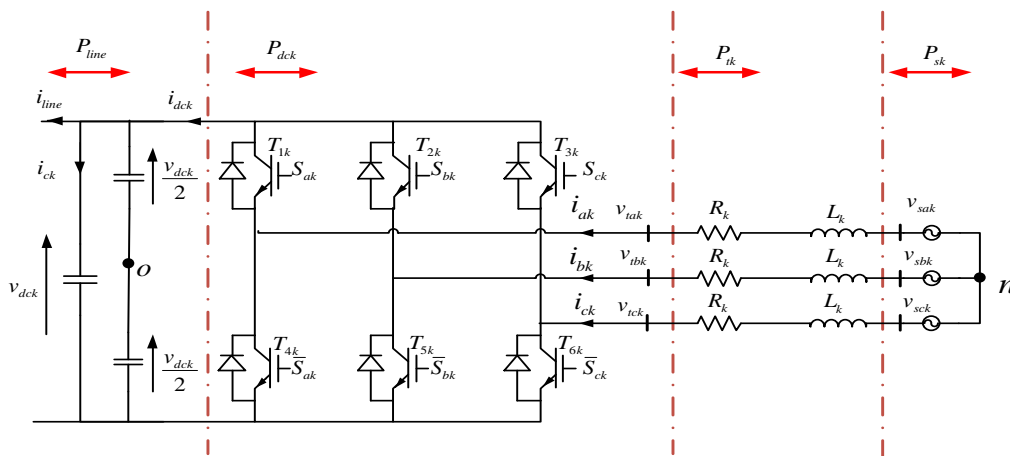 P_line P_dck P_tk P_sk
i_line i_dck
T_1k T_2k T_3k
i_ck v_dck/2 S_ak S_bk S_ck
i_ak v_tak R_k L_k v_sak
o i_bk v_tbk R_k L_k v_sbk n
v_dck i_ck v_tck R_k L_k v_sck
T_4k T_5k T_6k
v_dck/2 S̅_ak S̅_bk S̅_ck